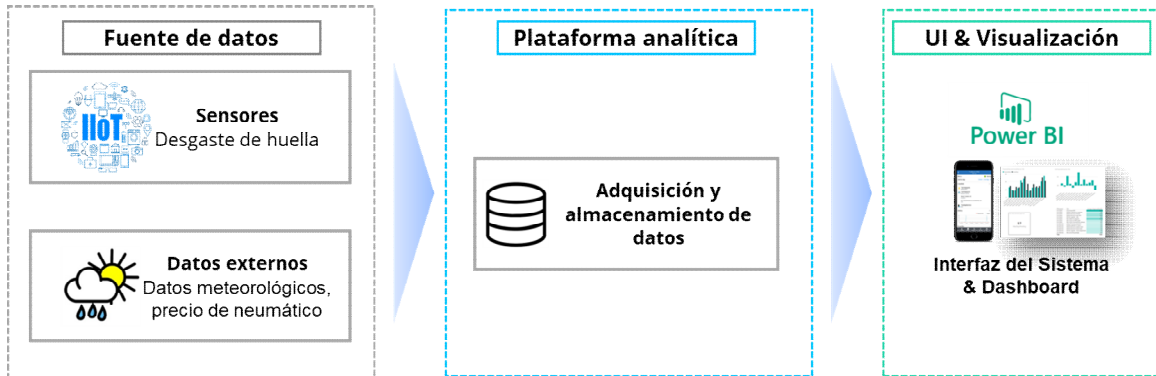 Fuente de datos
IIoT
Sensores
Desgaste de huella
Datos externos
Datos meteorológicos,
precio de neumático
Plataforma analítica
Adquisición y
almacenamiento de
datos
UI & Visualización
Power BI
Interfaz del Sistema
& Dashboard